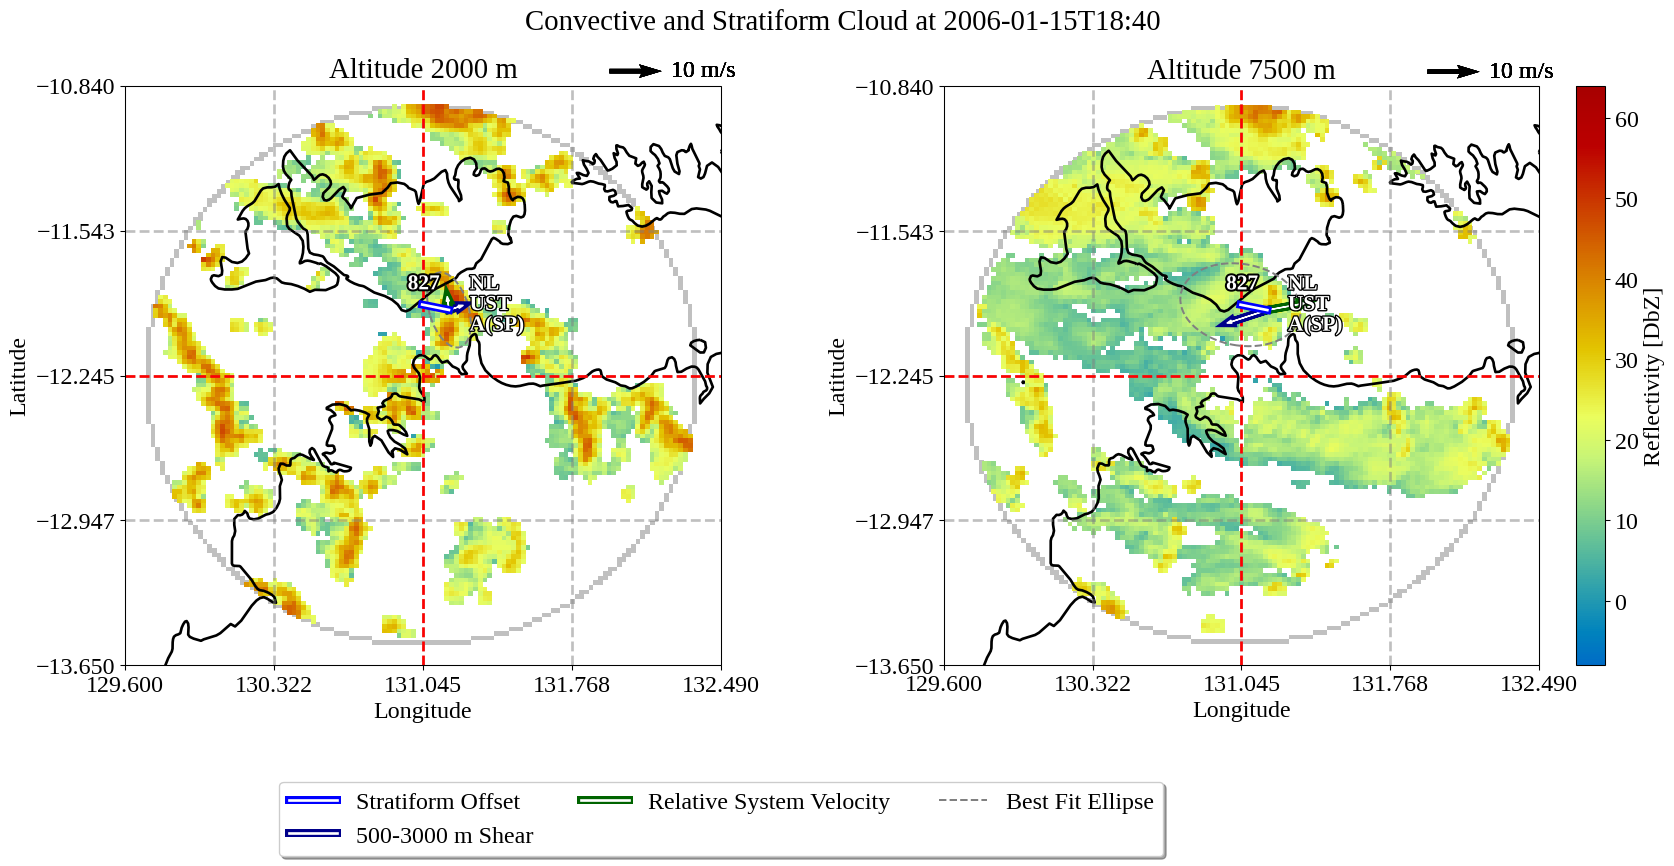 Convective and Stratiform Cloud at 2006-01-15T18:40
Altitude 2000 m
10 m/s
Altitude 7500 m
10 m/s
−10.840
−11.543
−12.245
−12.947
−13.650
Latitude
129.600
130.322
131.045
131.768
132.490
Longitude
827
NL
UST
A(SP)
−10.840
−11.543
−12.245
−12.947
−13.650
Latitude
129.600
130.322
131.045
131.768
132.490
Longitude
827
NL
UST
A(SP)
60
50
40
30
20
10
0
Reflectivity [DbZ]
Stratiform Offset
500-3000 m Shear
Relative System Velocity
Best Fit Ellipse